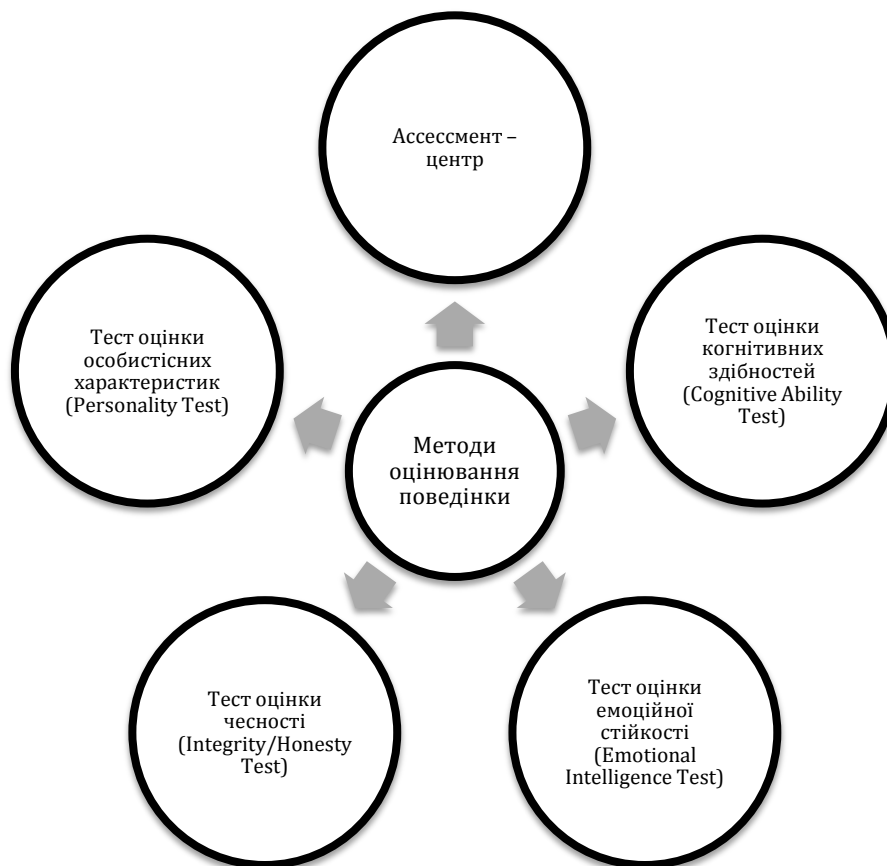 Ассессмент –
центр
Тест оцінки
особистісних
характеристик
(Personality Test)
Тест оцінки
когнітивних
здібностей
(Cognitive Ability
Test)
Методи
оцінювання
поведінки
Тест оцінки
чесності
(Integrity/Honesty
Test)
Тест оцінки
емоційної
стійкості
(Emotional
Intelligence Test)